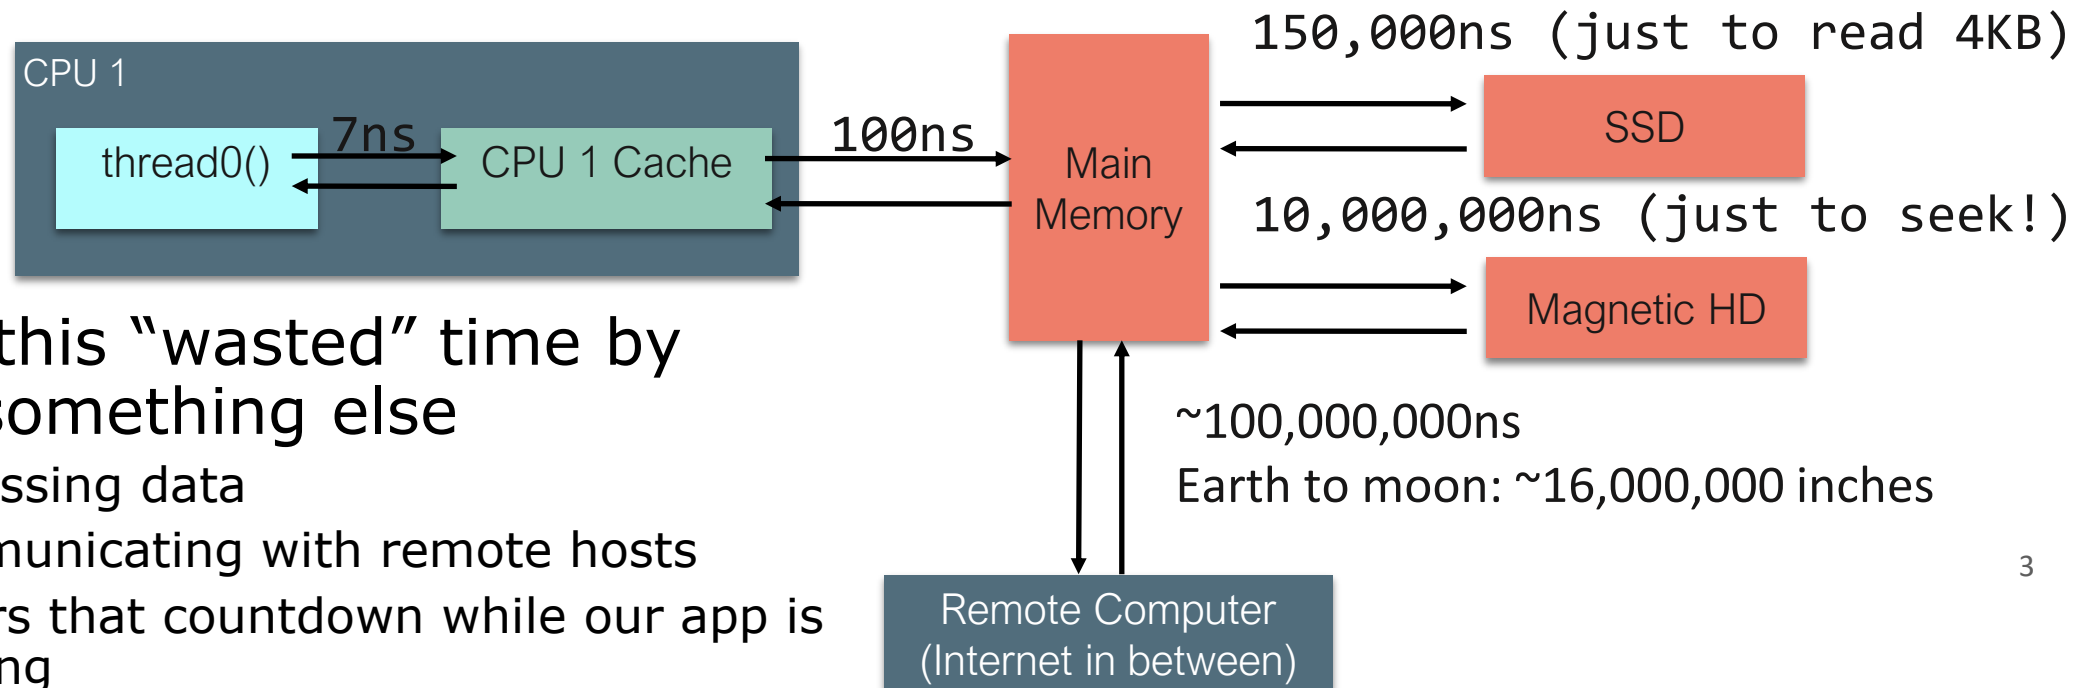 150,000ns (just to read 4KB)
CPU 1
SSD
thread0()
7ns
CPU 1 Cache
100ns
Main
Memory
10,000,000ns (just to seek!)
Magnetic HD
this “wasted” time by
something else
~100,000,000ns
ssing data
Earth to moon: ~16,000,000 inches
municating with remote hosts
3
rs that countdown while our app is
ng
Remote Computer
(Internet in between)